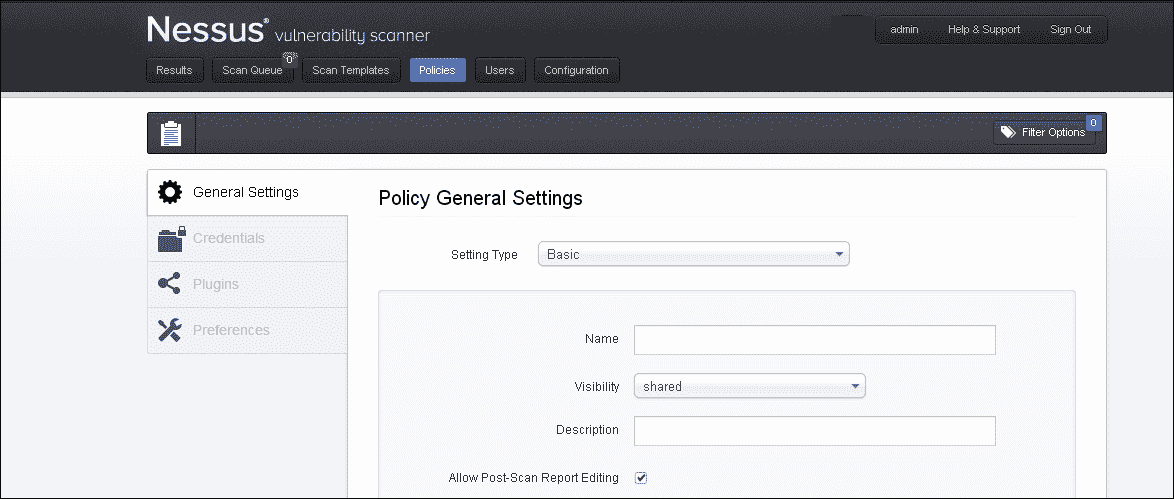 Nessus® vulnerability scanner
admin Help & Support Sign Out
Results Scan Queue 0 Scan Templates Policies Users Configuration
Filter Options 0
General Settings
Credentials
Plugins
Preferences
Policy General Settings
Setting Type Basic
Name
Visibility shared
Description
Allow Post-Scan Report Editing